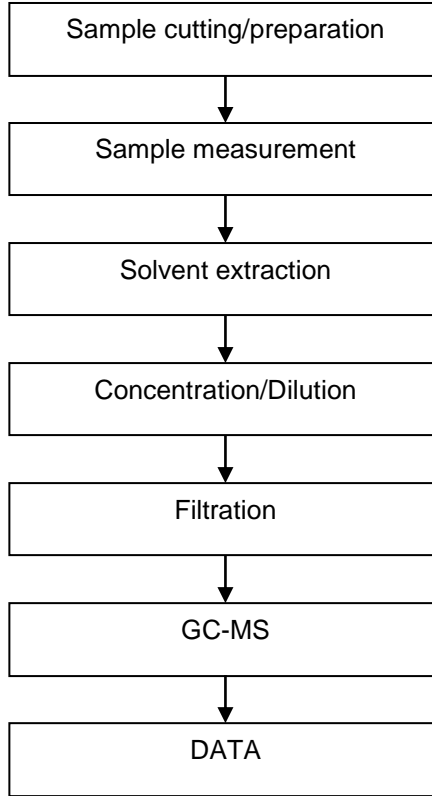 Sample cutting/preparation
Sample measurement
Solvent extraction
Concentration/Dilution
Filtration
GC-MS
DATA